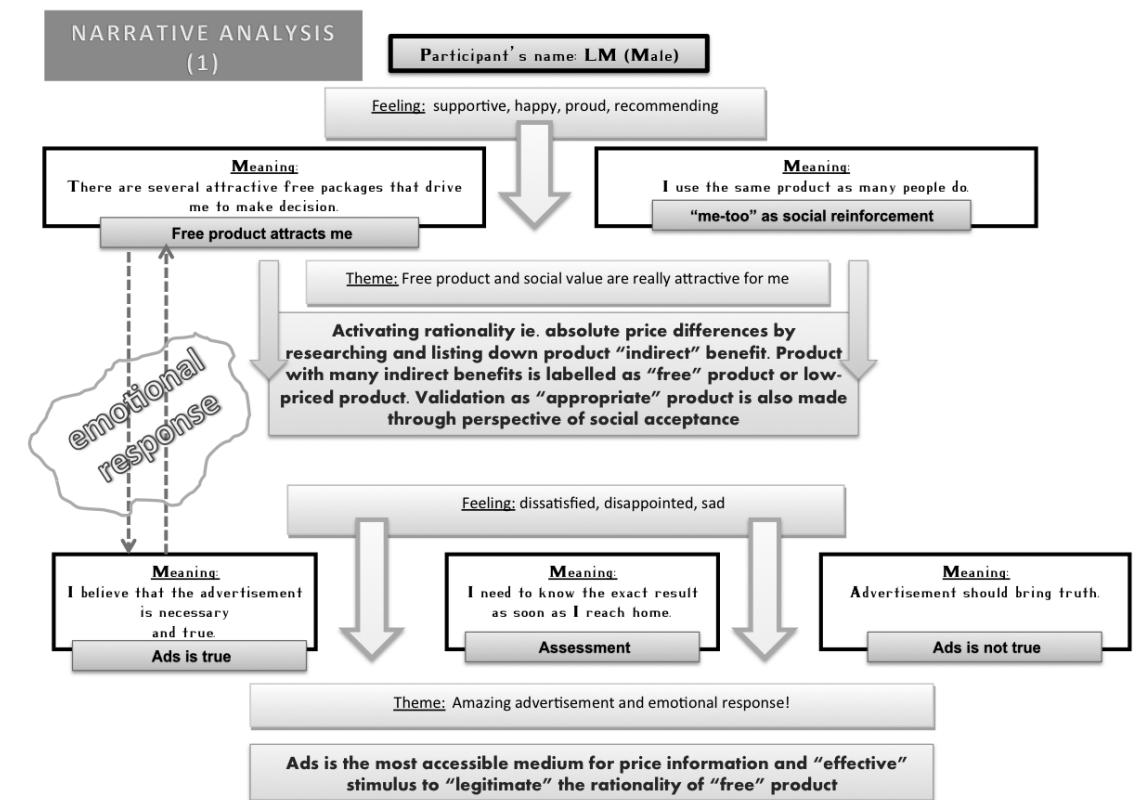 NARRATIVE ANALYSIS
(1)
Participant's name: LM (Male)
Feeling: supportive, happy, proud, recommending
Meaning:
There are several attractive free packages that drive
me to make decision.
Free product attracts me
Meaning:
I use the same product as many people do.
"me-too" as social reinforcement
Theme: Free product and social value are really attractive for me
Activating rationality ie. absolute price differences by
researching and listing down product "indirect" benefit. Product
with many indirect benefits is labelled as "free" product or low-
priced product. Validation as "appropriate" product is also made
through perspective of social acceptance
emotional
response
Feeling: dissatisfied, disappointed, sad
Meaning:
I believe that the advertisement
is necessary
and true.
Ads is true
Meaning:
I need to know the exact result
as soon as I reach home.
Assessment
Meaning:
Advertisement should bring truth.
Ads is not true
Theme: Amazing advertisement and emotional response!
Ads is the most accessible medium for price information and "effective"
stimulus to "legitimate" the rationality of "free" product